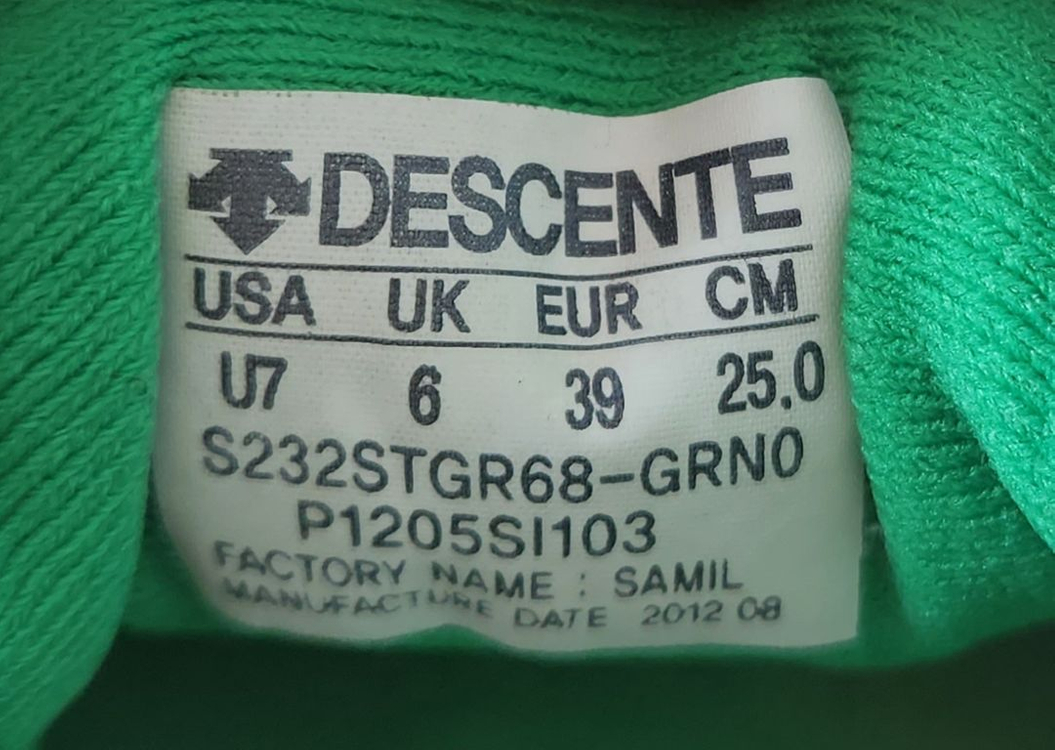 DESCENTE
USA UK EUR CM
U7 6 39 25.0
S232STGR68-GRN0
P1205SI103
FACTORY NAME : SAMIL
MANUFACTURE DATE 2012 08